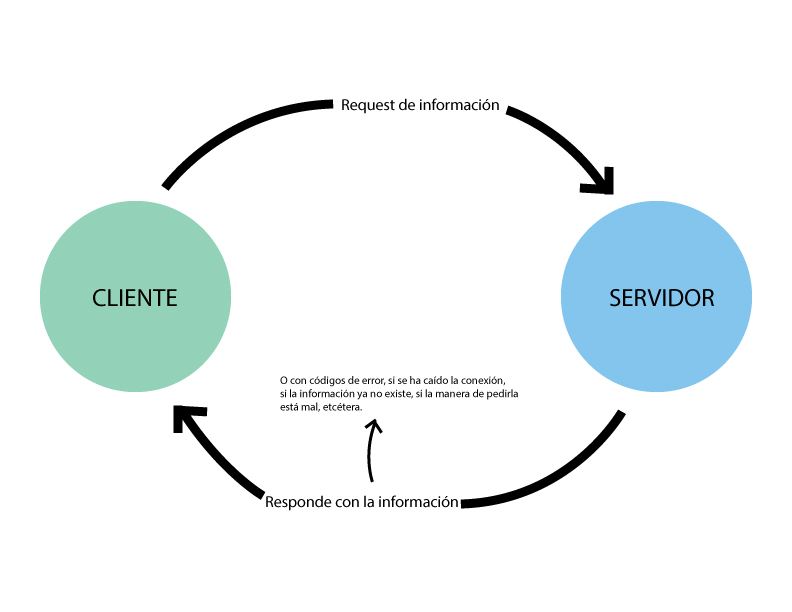 Request de información
CLIENTE
SERVIDOR
O con códigos de error, si se ha caído la conexión,
si la información ya no existe, si la manera de pedirla
está mal, etcétera.
Responde con la información